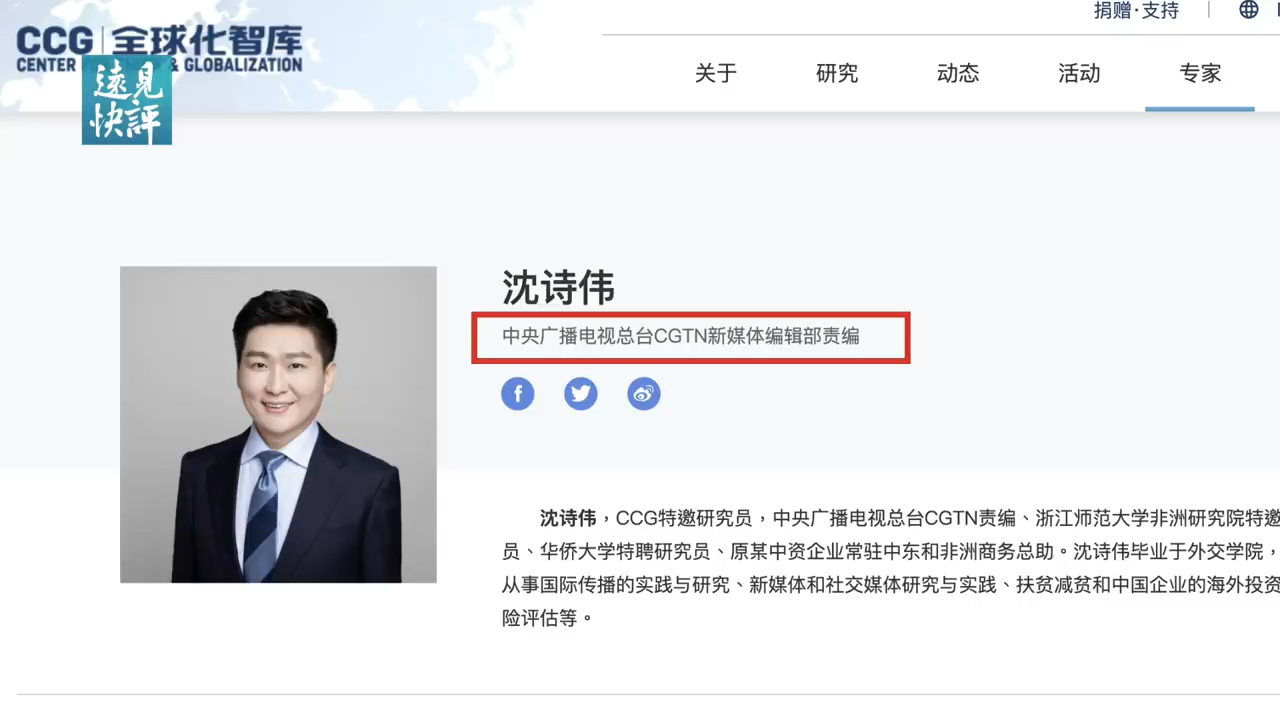 捐赠·支持
CCG 全球化智库
CENTER & GLOBALIZATION
遠見
快評
关于 研究 动态 活动 专家
沈诗伟
中央广播电视总台CGTN新媒体编辑部责编
沈诗伟，CCG特邀研究员，中央广播电视总台CGTN责编、浙江师范大学非洲研究院特邀
员、华侨大学特聘研究员、原某中资企业常驻中东和非洲商务总助。沈诗伟毕业于外交学院，
从事国际传播的实践与研究、新媒体和社交媒体研究与实践、扶贫减贫和中国企业的海外投资
险评估等。